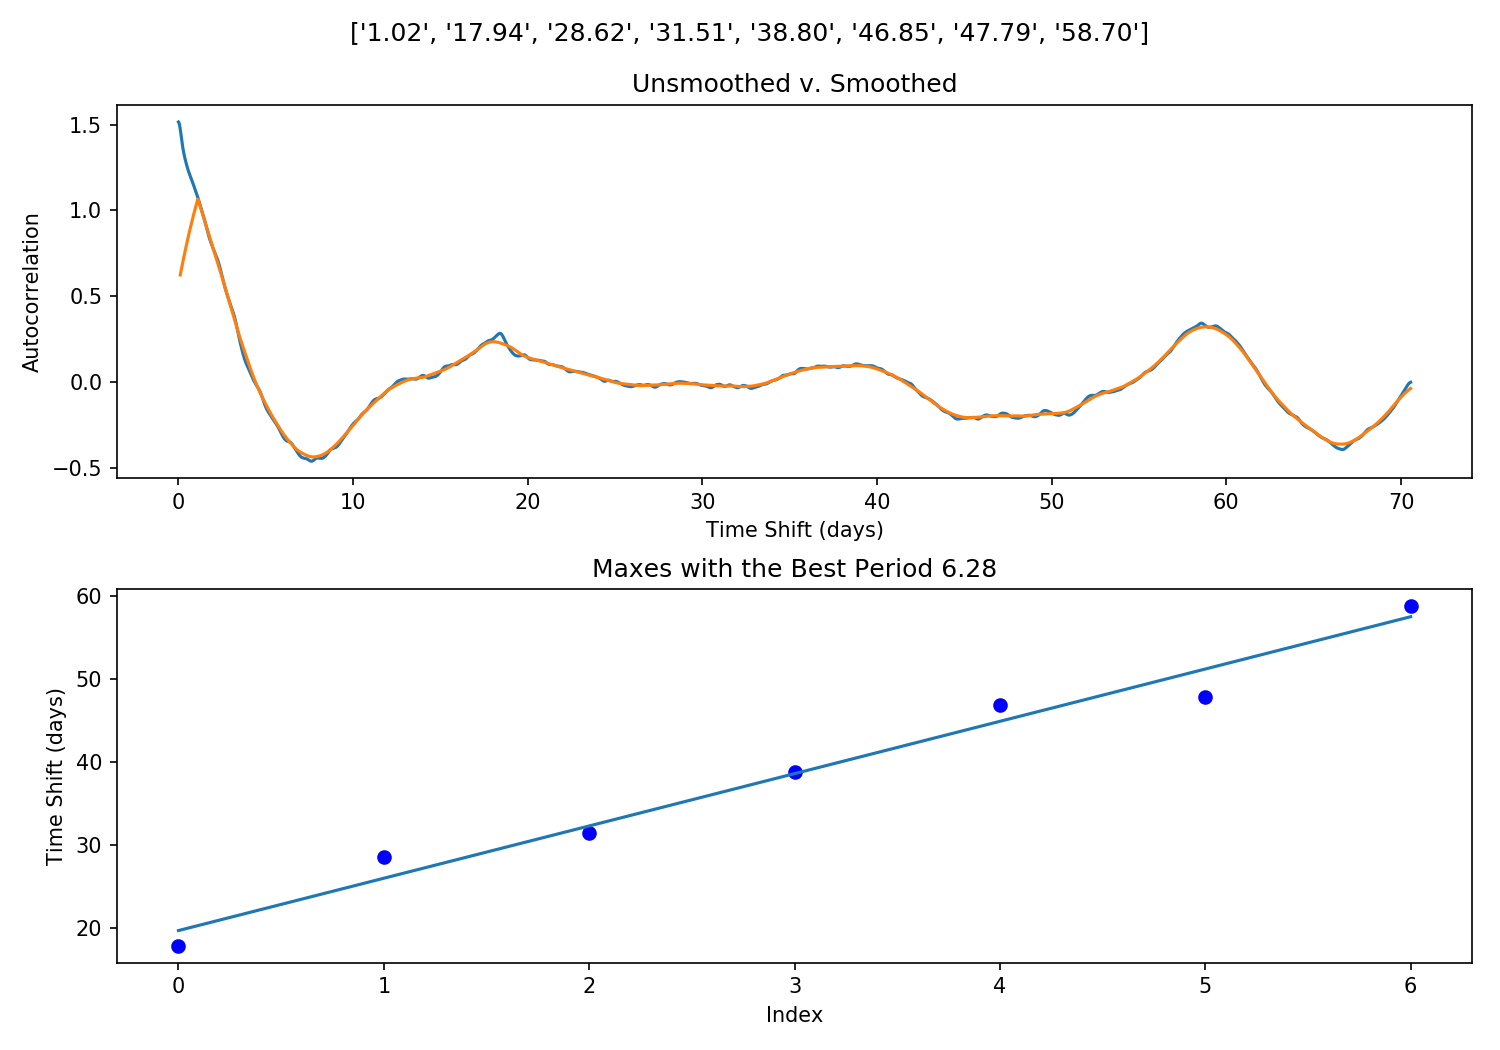 ['1.02', '17.94', '28.62', '31.51', '38.80', '46.85', '47.79', '58.70']
Unsmoothed v. Smoothed
Autocorrelation
1.5
1.0
0.5
0.0
−0.5
0 10 20 30 40 50 60 70
Time Shift (days)
Maxes with the Best Period 6.28
Time Shift (days)
60
50
40
30
20
0 1 2 3 4 5 6
Index